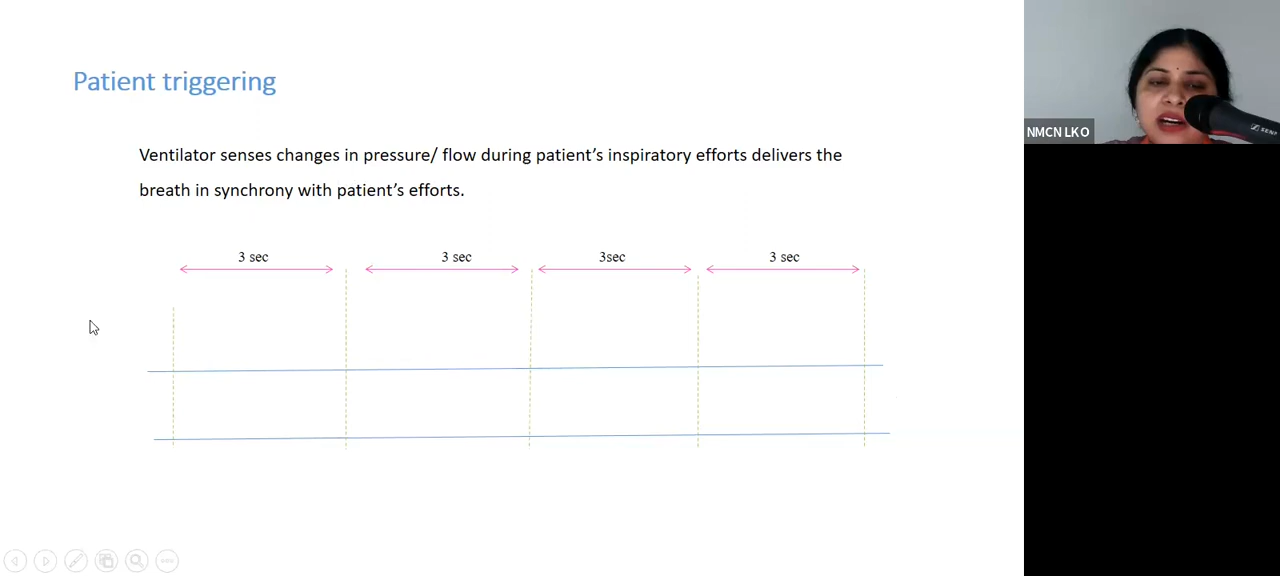 Patient triggering
NMCN LKO
Ventilator senses changes in pressure/ flow during patient’s inspiratory efforts delivers the
breath in synchrony with patient’s efforts.
3 sec
3 sec
3sec
3 sec